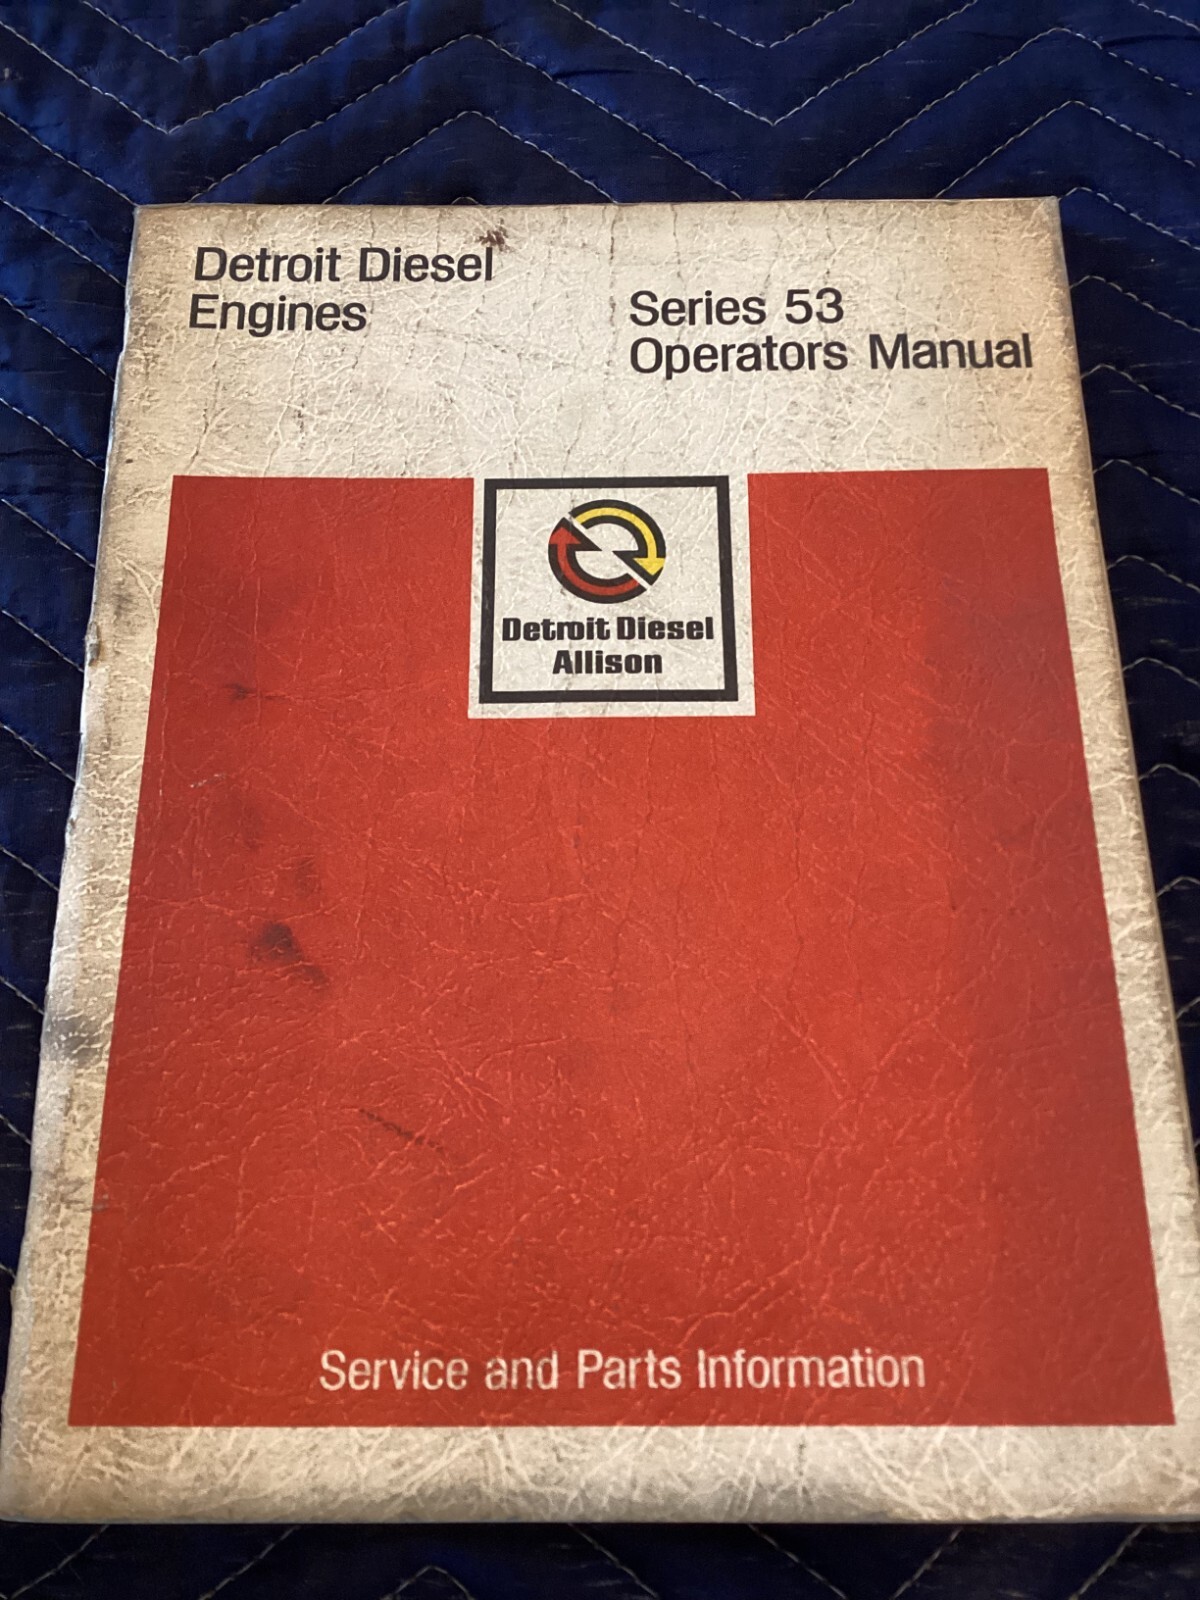 Detroit Diesel
Engines
Series 53
Operators Manual
Detroit Diesel
Allison
Service and Parts Information